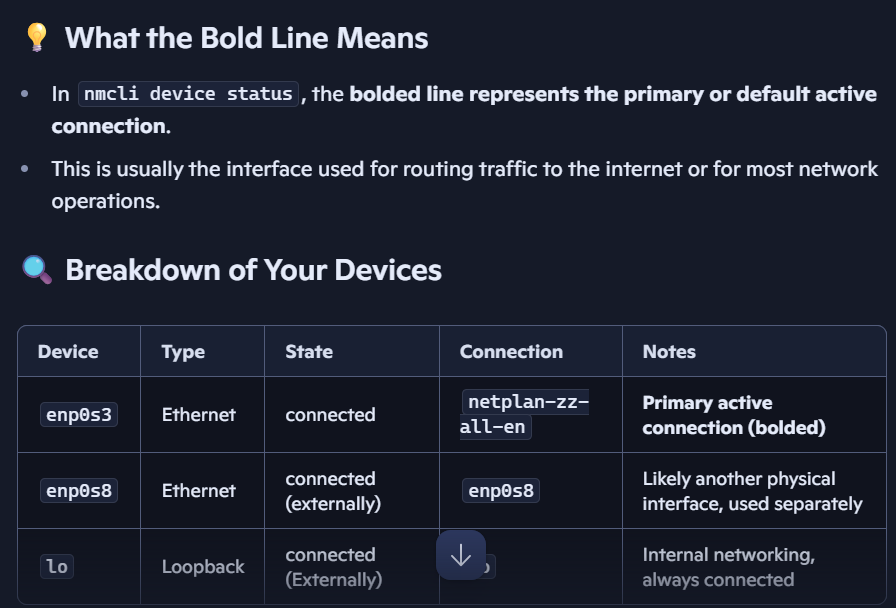 What the Bold Line Means
In nmcli device status, the bolded line represents the primary or default active
connection.
This is usually the interface used for routing traffic to the internet or for most network
operations.
Breakdown of Your Devices
Device Type State Connection Notes
enp0s3 Ethernet connected netplan-zz-
all-en Primary active
connection (bolded)
enp0s8 Ethernet connected
(externally) enp0s8 Likely another physical
interface, used separately
lo Loopback connected
(Externally) Internal networking,
always connected